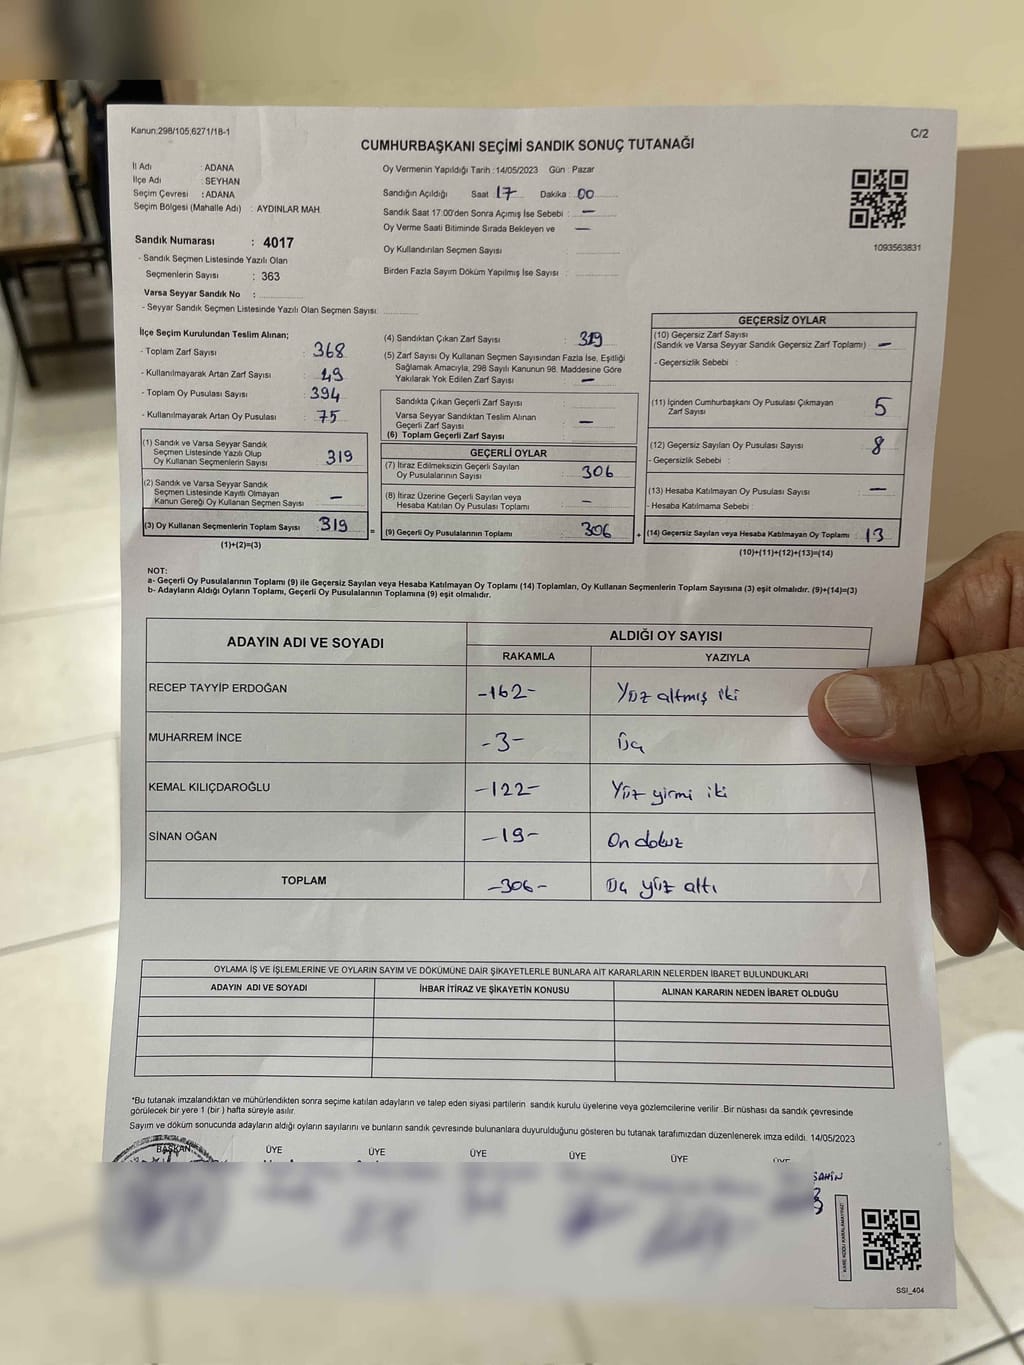 Kanun:298/105,6271/18-1
C/2
CUMHURBAŞKANI SEÇİMİ SANDIK SONUÇ TUTANAĞI
İl Adı : ADANA
İlçe Adı : SEYHAN
Seçim Çevresi : ADANA
Seçim Bölgesi (Mahalle Adı) : AYDINLAR MAH.
Sandık Numarası : 4017
- Sandık Seçmen Listesinde Yazılı Olan
Seçmenlerin Sayısı : 363
Varsa Seyyar Sandık No :
- Seyyar Sandık Seçmen Listesinde Yazılı Olan Seçmen Sayısı:
Oy Vermenin Yapıldığı Tarih : 14/05/2023 Gün : Pazar
Sandığın Açıldığı Saat : 17 Dakika : 00
Sandık Saat 17:00'den Sonra Açımış İse Sebebi : —
Oy Verme Saati Bitiminde Sırada Bekleyen ve —
Oy Kullandırılan Seçmen Sayısı :
Birden Fazla Sayım Döküm Yapılmış İse Sayısı :
1093563831
İlçe Seçim Kurulundan Teslim Alınan;
- Toplam Zarf Sayısı : 368
- Kullanılmayarak Artan Zarf Sayısı : 49
- Toplam Oy Pusulası Sayısı : 394
- Kullanılmayarak Artan Oy Pusulası : 75
(1) Sandık ve Varsa Seyyar Sandık
Seçmen Listesinde Yazılı Olup
Oy Kullanan Seçmenlerin Sayısı : 319
(2) Sandık ve Varsa Seyyar Sandık
Seçmen Listesinde Kayıtlı Olmayan
Kanun Gereği Oy Kullanan Seçmen Sayısı : —
(3) Oy Kullanan Seçmenlerin Toplam Sayısı : 319
(1)+(2)=(3)
(4) Sandıktan Çıkan Zarf Sayısı : 319
(5) Zarf Sayısı Oy Kullanan Seçmen Sayısından Fazla İse, Eşitliği
Sağlamak Amacıyla, 298 Sayılı Kanunun 98. Maddesine Göre
Yakılarak Yok Edilen Zarf Sayısı : —
Sandıkta Çıkan Geçerli Zarf Sayısı :
Varsa Seyyar Sandıktan Teslim Alınan
Geçerli Zarf Sayısı : —
(6) Toplam Geçerli Zarf Sayısı :
GEÇERLİ OYLAR
(7) İtiraz Edilmeksizin Geçerli Sayılan
Oy Pusulalarının Sayısı : 306
(8) İtiraz Üzerine Geçerli Sayılan veya
Hesaba Katılan Oy Pusulası Toplamı : —
= (9) Geçerli Oy Pusulalarının Toplamı : 306
GEÇERSİZ OYLAR
(10) Geçersiz Zarf Sayısı
(Sandık ve Varsa Seyyar Sandık Geçersiz Zarf Toplamı) : —
- Geçersizlik Sebebi :
(11) İçinden Cumhurbaşkanı Oy Pusulası Çıkmayan
Zarf Sayısı : 5
(12) Geçersiz Sayılan Oy Pusulası Sayısı : 8
- Geçersizlik Sebebi :
(13) Hesaba Katılmayan Oy Pusulası Sayısı : —
- Hesaba Katılmama Sebebi :
+ (14) Geçersiz Sayılan veya Hesaba Katılmayan Oy Toplamı : 13
(10)+(11)+(12)+(13)=(14)
NOT:
a- Geçerli Oy Pusulalarının Toplamı (9) ile Geçersiz Sayılan veya Hesaba Katılmayan Oy Toplamı (14) Toplamları, Oy Kullanan Seçmenlerin Toplam Sayısına (3) eşit olmalıdır. (9)+(14)=(3)
b- Adayların Aldığı Oyların Toplamı, Geçerli Oy Pusulalarının Toplamına (9) eşit olmalıdır.
ADAYIN ADI VE SOYADI
ALDIĞI OY SAYISI
RAKAMLA YAZIYLA
RECEP TAYYİP ERDOĞAN -162- Yüz altmış iki
MUHARREM İNCE -3- Üç
KEMAL KILIÇDAROĞLU -122- Yüz yirmi iki
SİNAN OĞAN -19- On dokuz
TOPLAM -306- Üç yüz altı
OYLAMA İŞ VE İŞLEMLERİNE VE OYLARIN SAYIM VE DÖKÜMÜNE DAİR ŞİKAYETLERLE BUNLARA AİT KARARLARIN NELERDEN İBARET BULUNDUKLARI
ADAYIN ADI VE SOYADI İHBAR İTİRAZ VE ŞİKAYETİN KONUSU ALINAN KARARIN NEDEN İBARET OLDUĞU
*Bu tutanak imzalandıktan ve mühürlendikten sonra seçime katılan adayların ve talep eden siyasi partilerin sandık kurulu üyelerine veya gözlemcilerine verilir .Bir nüshası da sandık çevresinde
görülecek bir yere 1 (bir ) hafta süreyle asılır.
Sayım ve döküm sonucunda adayların aldığı oyların sayılarını ve bunların sandık çevresinde bulunanlara duyurulduğunu gösteren bu tutanak tarafımızdan düzenlenerek imza edildi. 14/05/2023
BAŞKAN ÜYE ÜYE ÜYE ÜYE ÜYE ÜYE
ŞAHİN
KARE KODU KARALAMAYINIZ!
SSI_404